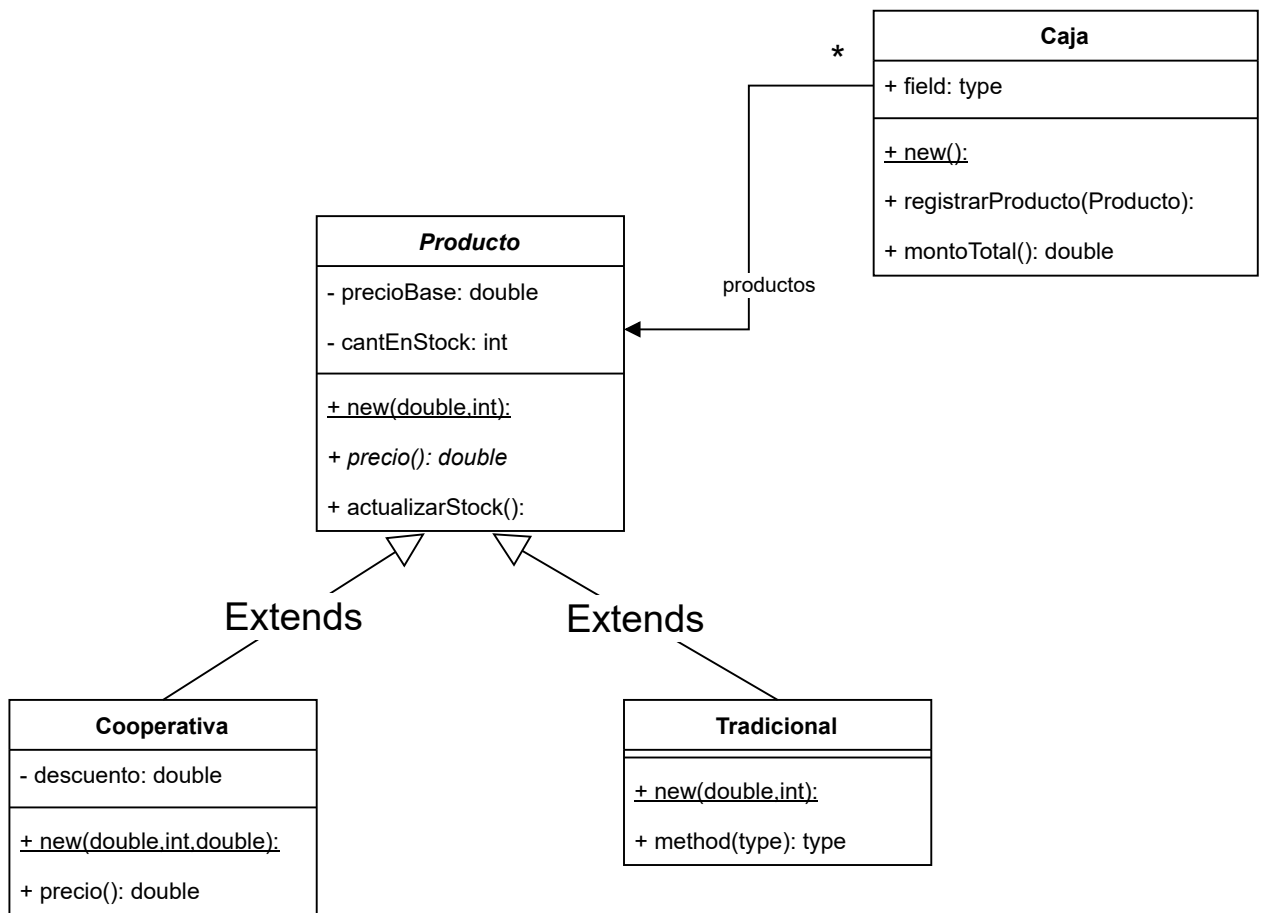 Caja
+ field: type
+ new():
+ registrarProducto(Producto):
+ montoTotal(): double
*
productos
Producto
- precioBase: double
- cantEnStock: int
+ new(double,int):
+ precio(): double
+ actualizarStock():
Extends
Extends
Cooperativa
- descuento: double
+ new(double,int,double):
+ precio(): double
Tradicional
+ new(double,int):
+ method(type): type